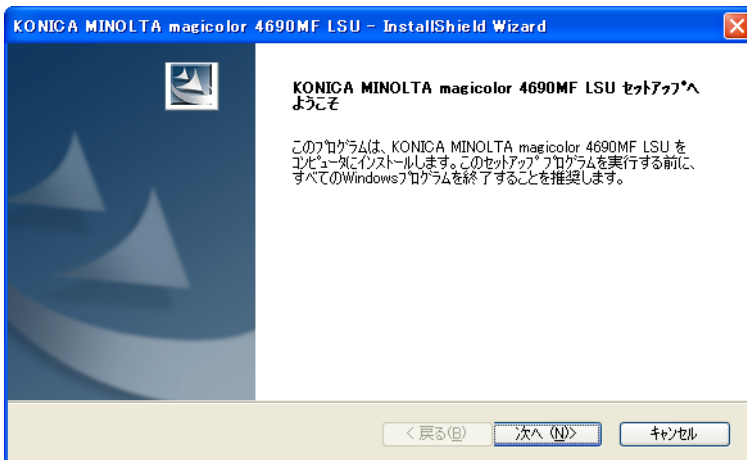 KONICA MINOLTA magicolor 4690MF LSU - InstallShield Wizard
KONICA MINOLTA magicolor 4690MF LSU ｾｯﾄｱｯﾌﾟへ
ようこそ
このﾌﾟﾛｸﾞﾗﾑは、KONICA MINOLTA magicolor 4690MF LSU を
ｺﾝﾋﾟｭｰﾀにｲﾝｽﾄｰﾙします。このｾｯﾄｱｯﾌﾟ ﾌﾟﾛｸﾞﾗﾑを実行する前に、
すべてのWindowsﾌﾟﾛｸﾞﾗﾑを終了することを推奨します。
< 戻る(B)
次へ (N)>
ｷｬﾝｾﾙ